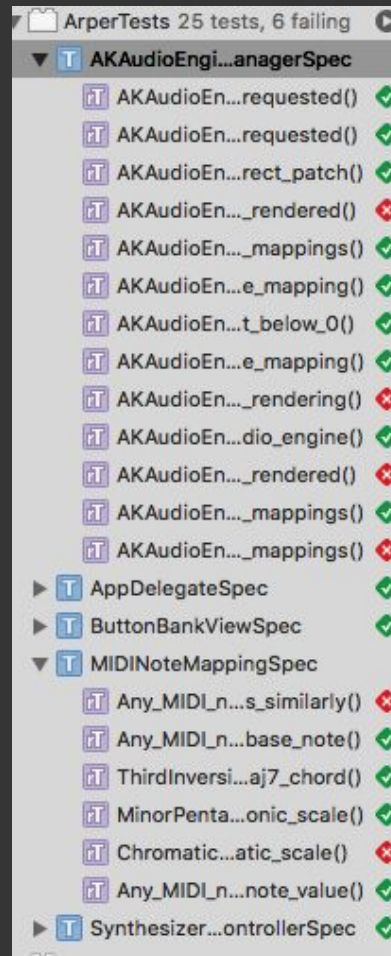 ArperTests 25 tests, 6 failing
T AKAudioEngi...anagerSpec
T AKAudioEn...requested()
T AKAudioEn...requested()
T AKAudioEn...rect_patch()
T AKAudioEn..._rendered()
T AKAudioEn..._mappings()
T AKAudioEn...e_mapping()
T AKAudioEn...t_below_0()
T AKAudioEn...e_mapping()
T AKAudioEn..._rendering()
T AKAudioEn...dio_engine()
T AKAudioEn..._rendered()
T AKAudioEn..._mappings()
T AKAudioEn..._mappings()
T AppDelegateSpec
T ButtonBankViewSpec
T MIDINoteMappingSpec
T Any_MIDI_n...s_similarly()
T Any_MIDI_n...base_note()
T ThirdInversi...aj7_chord()
T MinorPenta...onic_scale()
T Chromatic...atic_scale()
T Any_MIDI_n...note_value()
T Synthesizer...ontrollerSpec